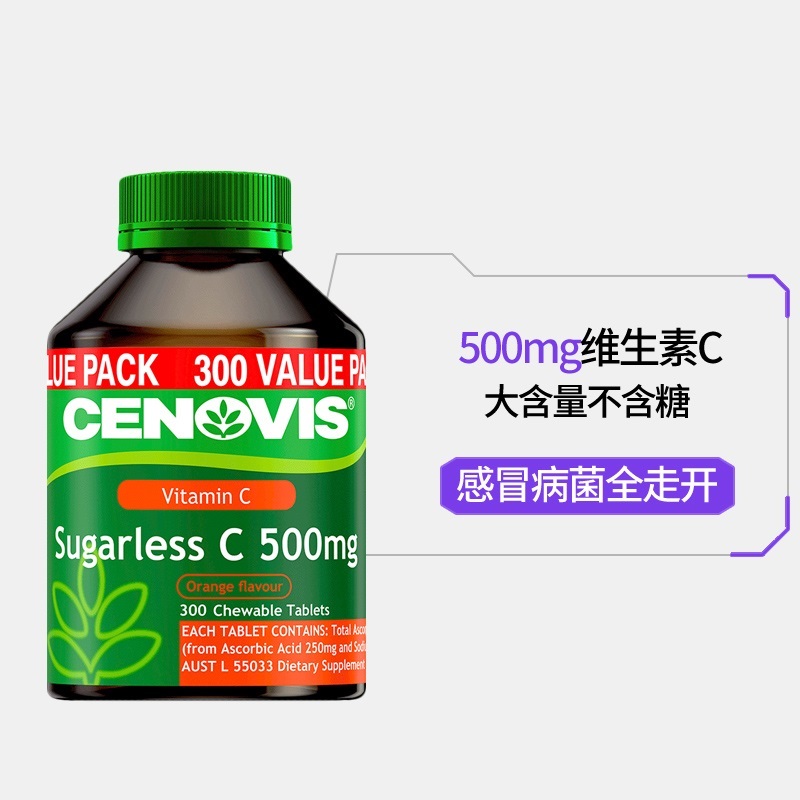 LUE PACK 300 VALUE PA
CENOVIS®
Vitamin C
Sugarless C 500mg
Orange flavour
300 Chewable Tablets
EACH TABLET CONTAINS: Total Asco
(from Ascorbic Acid 250mg and Sod
AUST L 55033 Dietary Supplement
500mg维生素C
大含量不含糖
感冒病菌全走开